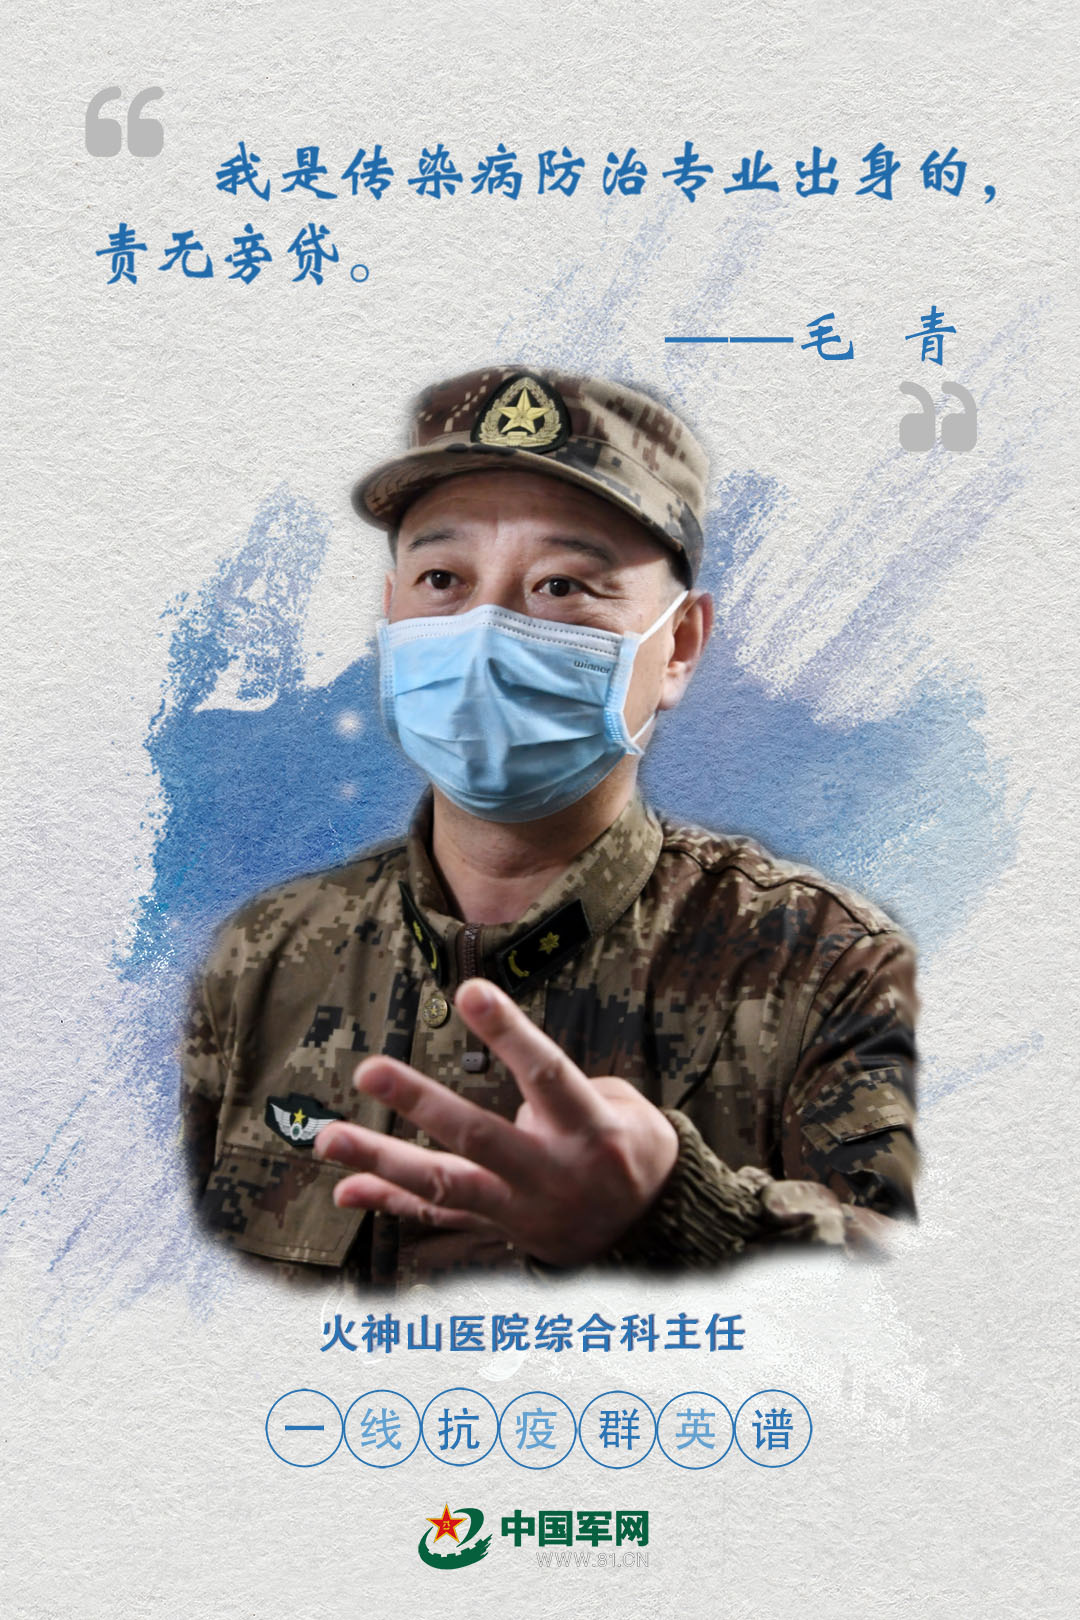 我是传染病防治专业出身的，
责无旁贷。
——毛 青
winner
火神山医院综合科主任
一线抗疫群英谱
中国军网
WWW.81.CN